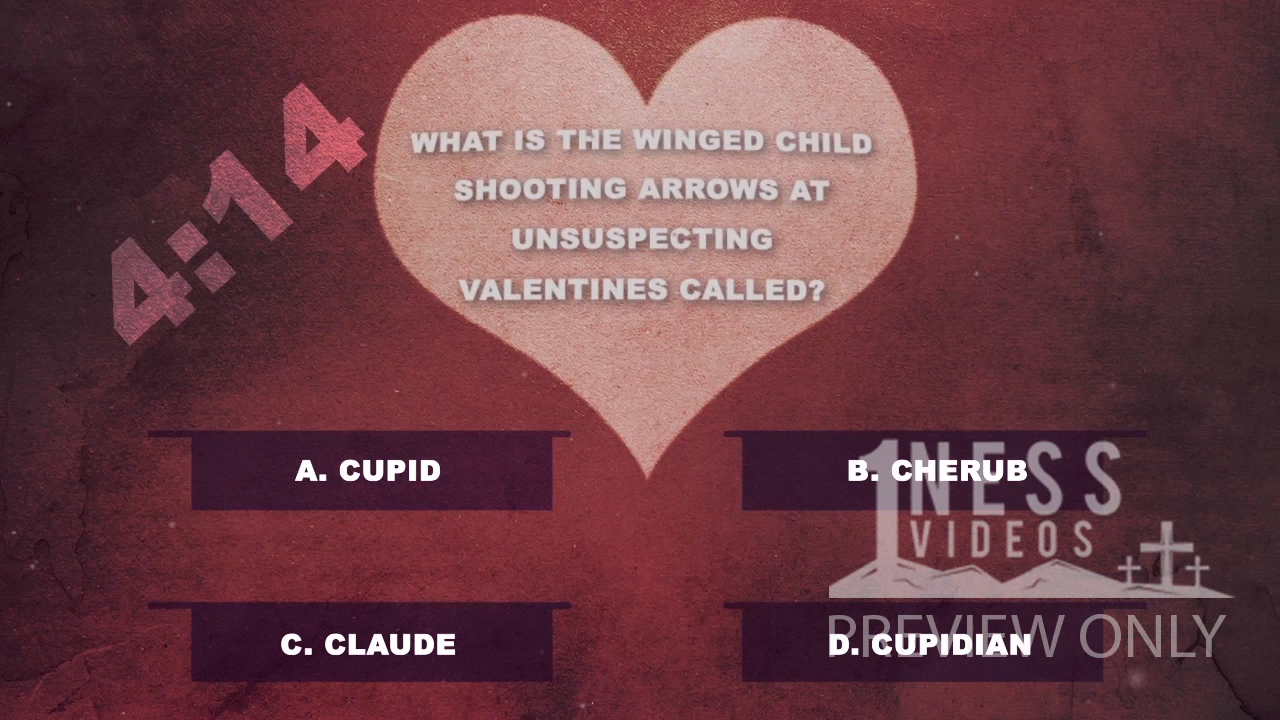 4:14
WHAT IS THE WINGED CHILD
SHOOTING ARROWS AT
UNSUSPECTING
VALENTINES CALLED?
A. CUPID
B. CHERUB
C. CLAUDE
D. CUPIDIAN
1NESS
VIDEOS
PREVIEW ONLY